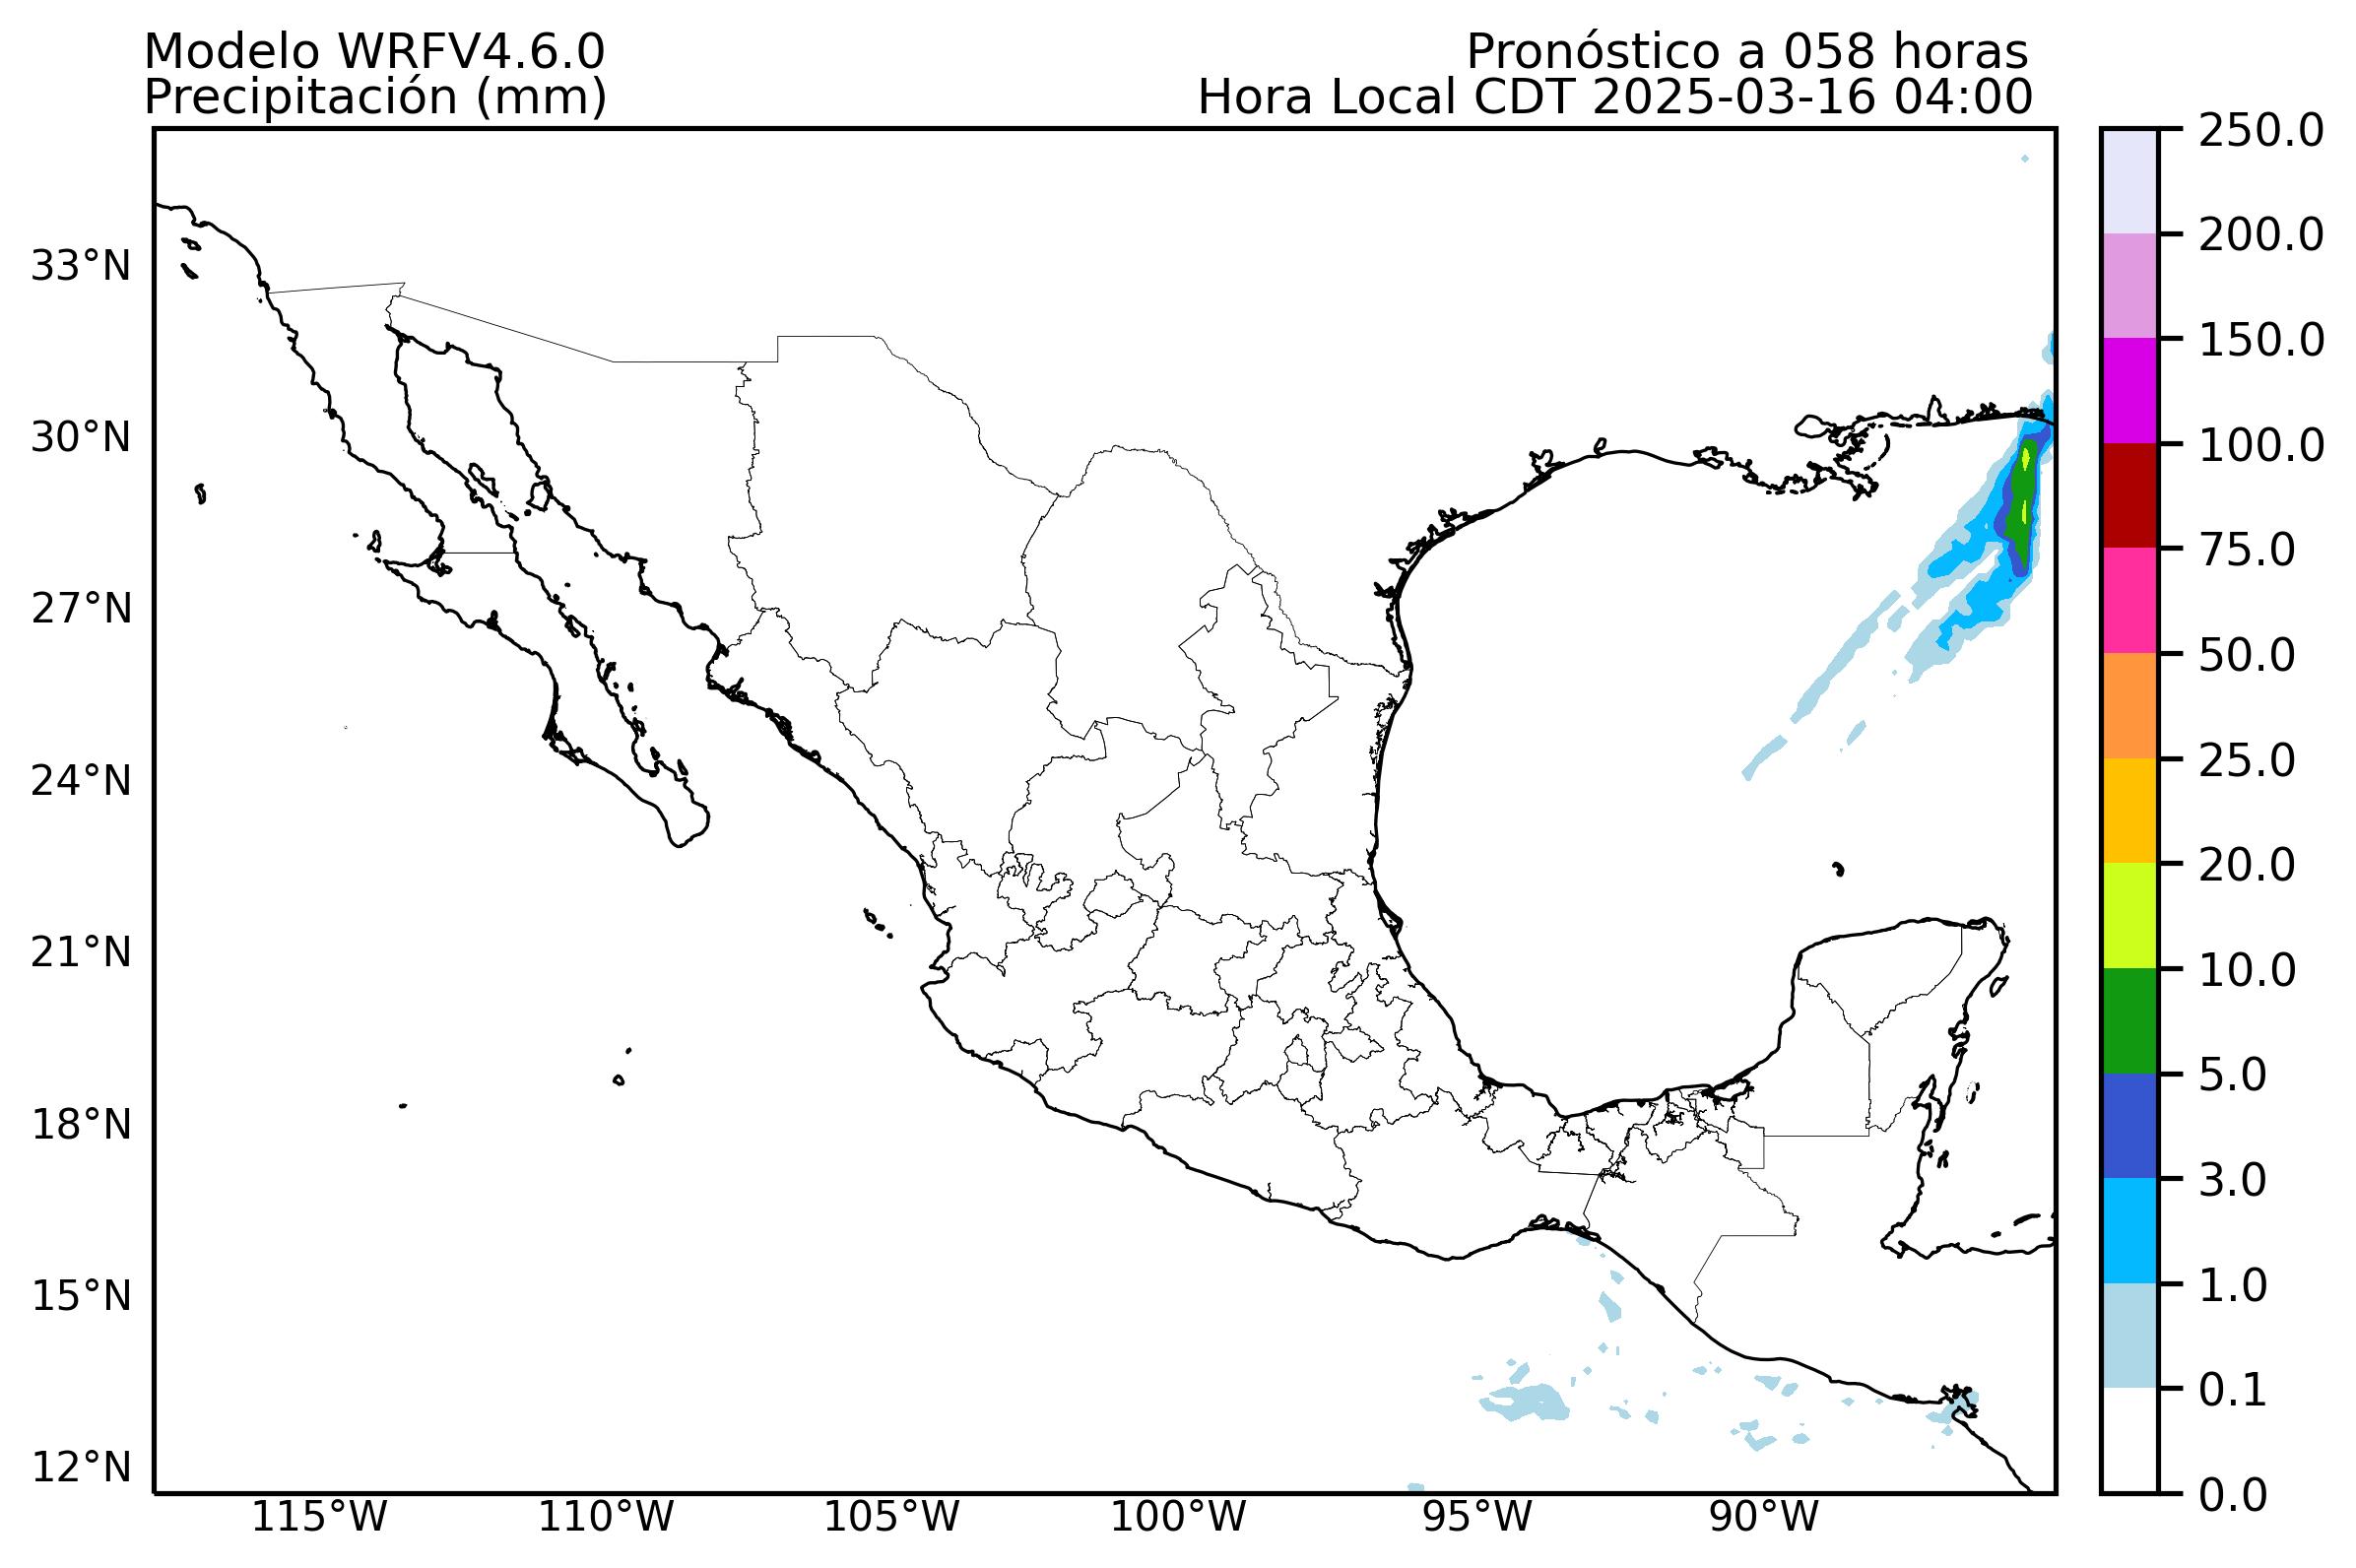 Modelo WRFV4.6.0
Pronóstico a 058 horas
Precipitación (mm)
Hora Local CDT 2025-03-16 04:00
33°N
30°N
27°N
24°N
21°N
18°N
15°N
12°N
115°W
110°W
105°W
100°W
95°W
90°W
250.0
200.0
150.0
100.0
75.0
50.0
25.0
20.0
10.0
5.0
3.0
1.0
0.1
0.0